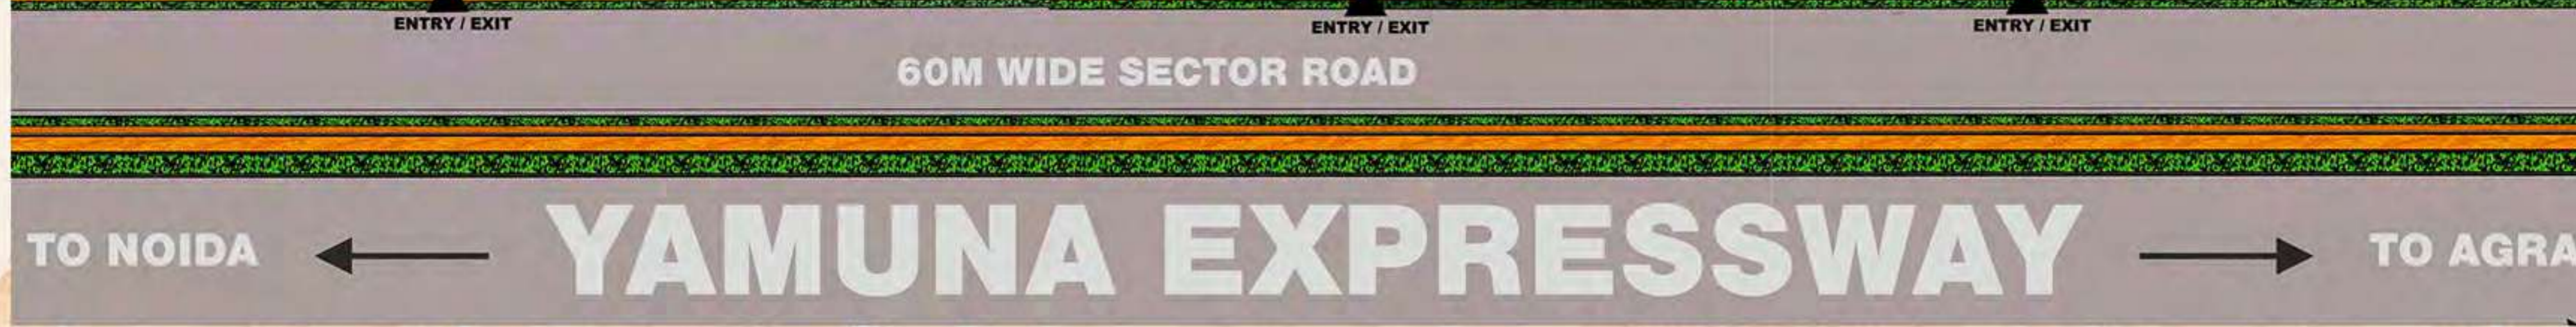 ENTRY / EXIT
ENTRY / EXIT
ENTRY / EXIT
60M WIDE SECTOR ROAD
TO NOIDA
YAMUNA EXPRESSWAY
TO AGRA